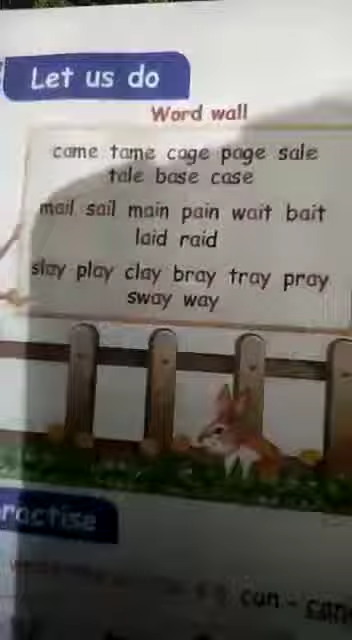 Let us do
Word wall
came tame cage page sale
tale base case
mail sail main pain wait bait
laid raid
slay play clay bray tray pray
sway way
ractise
can -